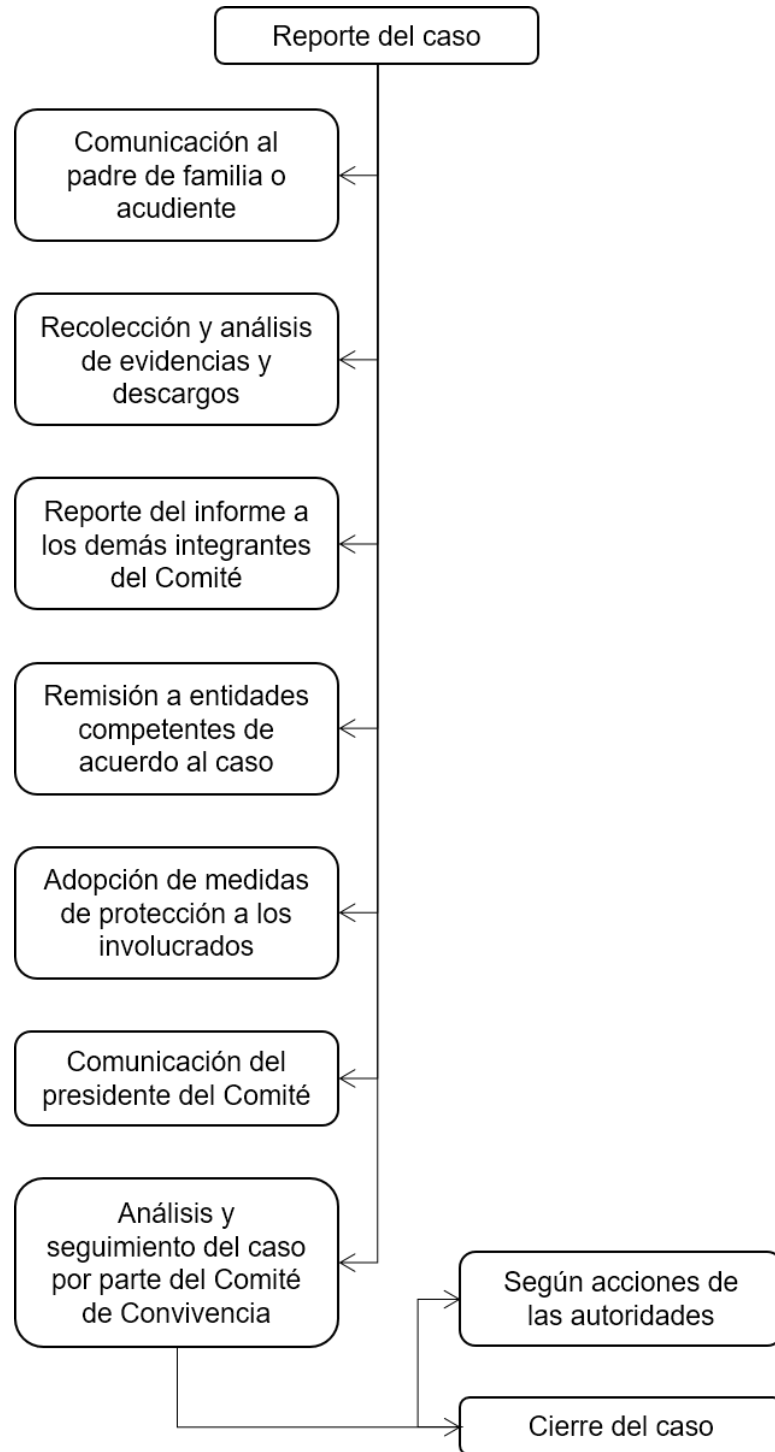 Reporte del caso
Comunicación al
padre de familia o
acudiente
Recolección y análisis
de evidencias y
descargos
Reporte del informe a
los demás integrantes
del Comité
Remisión a entidades
competentes de
acuerdo al caso
Adopción de medidas
de protección a los
involucrados
Comunicación del
presidente del Comité
Análisis y
seguimiento del caso
por parte del Comité
de Convivencia
Según acciones de
las autoridades
Cierre del caso